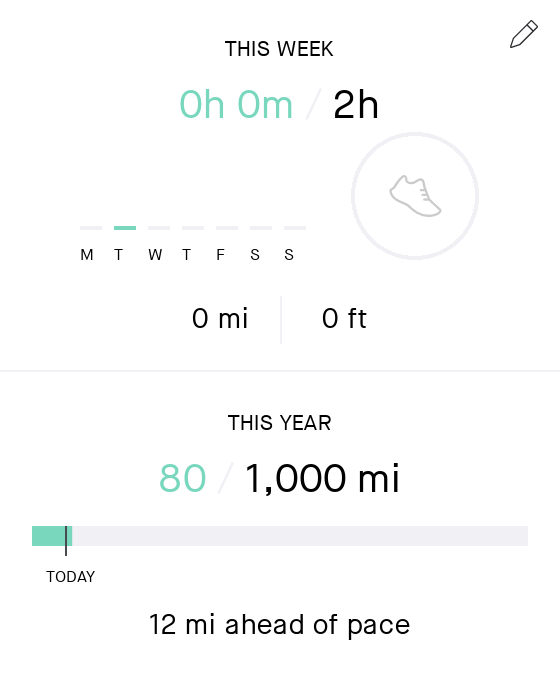 THIS WEEK
0h 0m / 2h
M T W T F S S
0 mi 0 ft
THIS YEAR
80 / 1,000 mi
TODAY
12 mi ahead of pace